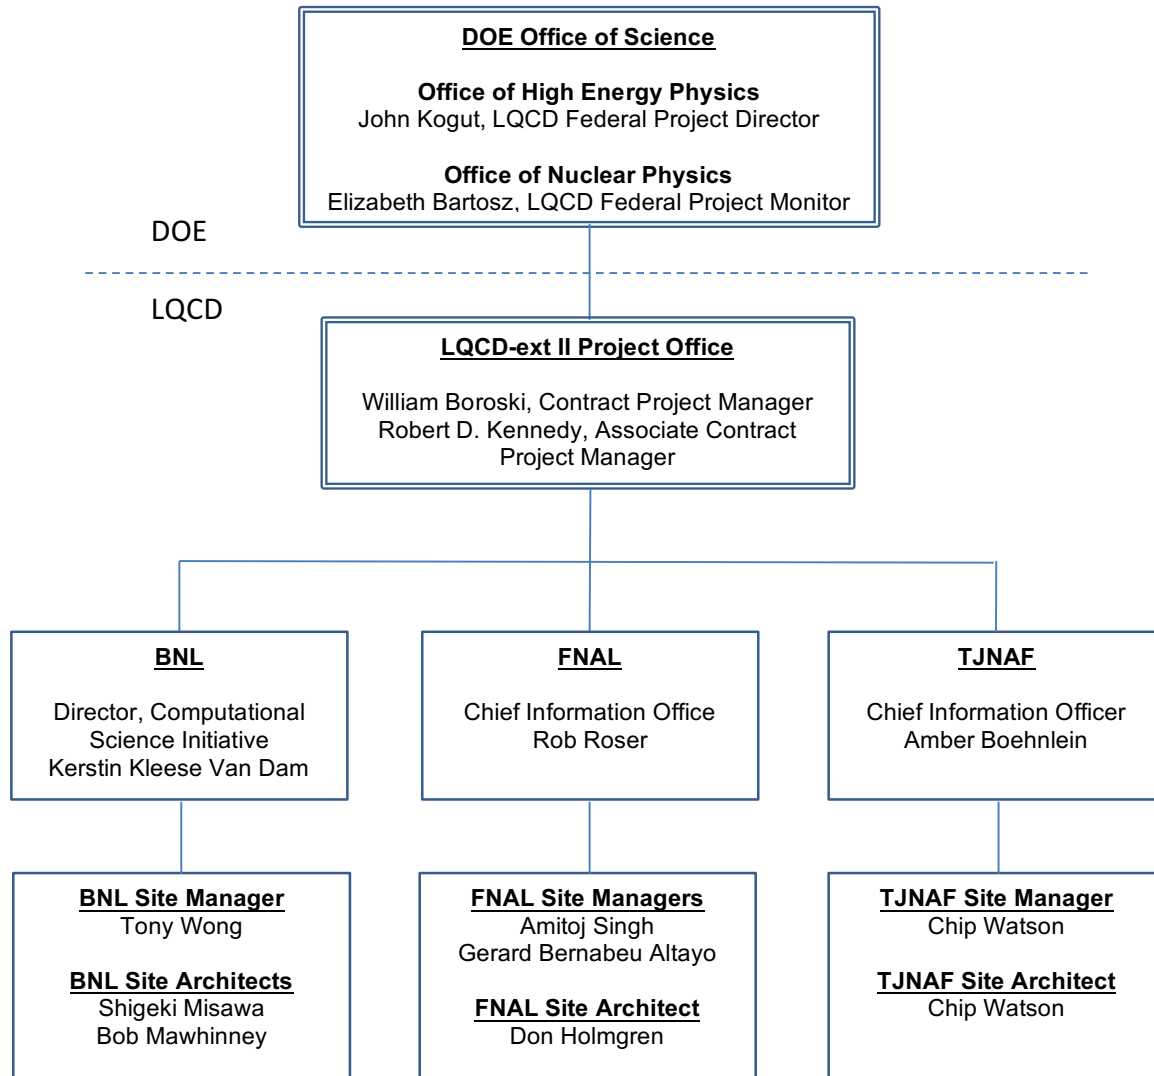 DOE Office of Science
Office of High Energy Physics
John Kogut, LQCD Federal Project Director
Office of Nuclear Physics
Elizabeth Bartosz, LQCD Federal Project Monitor
DOE
LQCD
LQCD-ext II Project Office
William Boroski, Contract Project Manager
Robert D. Kennedy, Associate Contract
Project Manager
BNL
Director, Computational
Science Initiative
Kerstin Kleese Van Dam
FNAL
Chief Information Office
Rob Roser
TJNAF
Chief Information Officer
Amber Boehnlein
BNL Site Manager
Tony Wong
BNL Site Architects
Shigeki Misawa
Bob Mawhinney
FNAL Site Managers
Amitoj Singh
Gerard Bernabeu Altayo
FNAL Site Architect
Don Holmgren
TJNAF Site Manager
Chip Watson
TJNAF Site Architect
Chip Watson